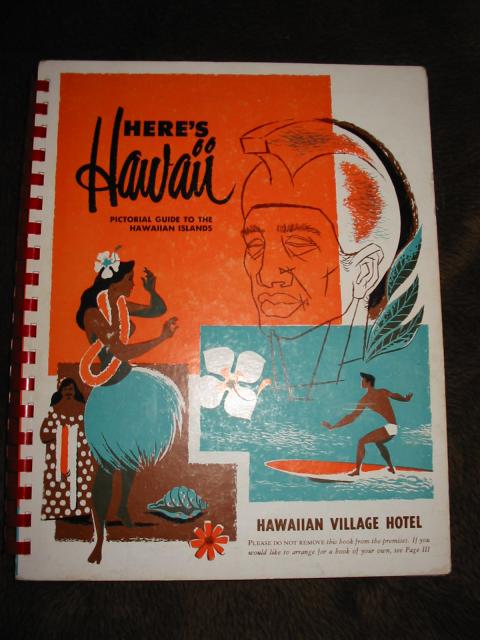 HERE'S
Hawaii
PICTORIAL GUIDE TO THE
HAWAIIAN ISLANDS
HAWAIIAN VILLAGE HOTEL
PLEASE DO NOT REMOVE this book from the premises. If you
would like to arrange for a book of your own, see Page III